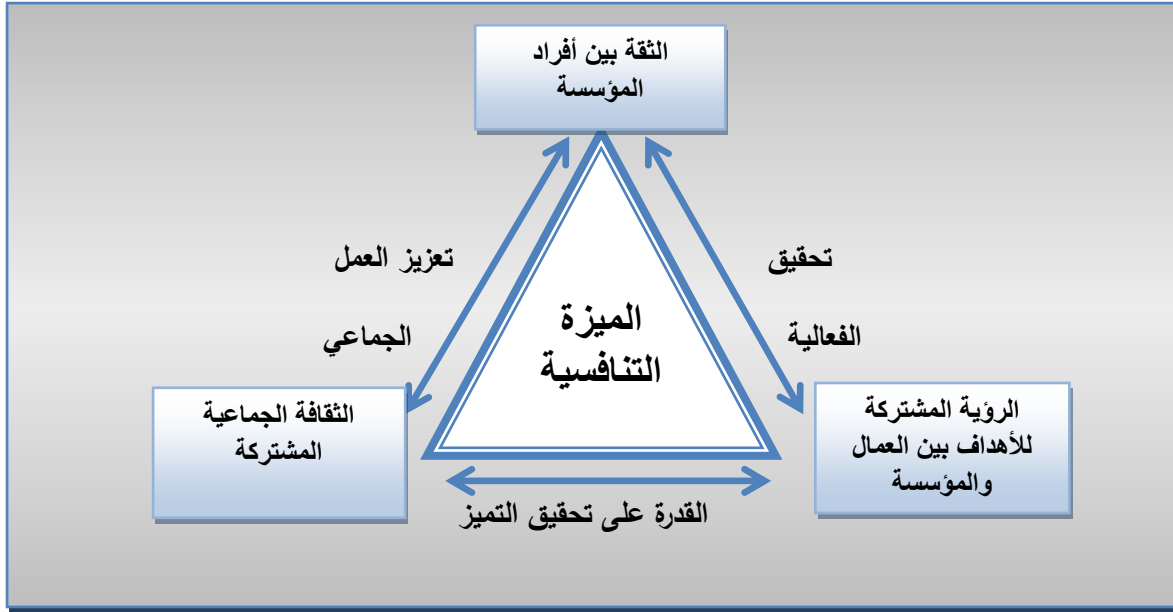 الثقة بين أفراد
المؤسسة
تحقيق
الفعالية
تعزيز العمل
الجماعي
الميزة
التنافسية
الرؤية المشتركة
للأهداف بين العمال
والمؤسسة
الثقافة الجماعية
المشتركة
القدرة على تحقيق التميز